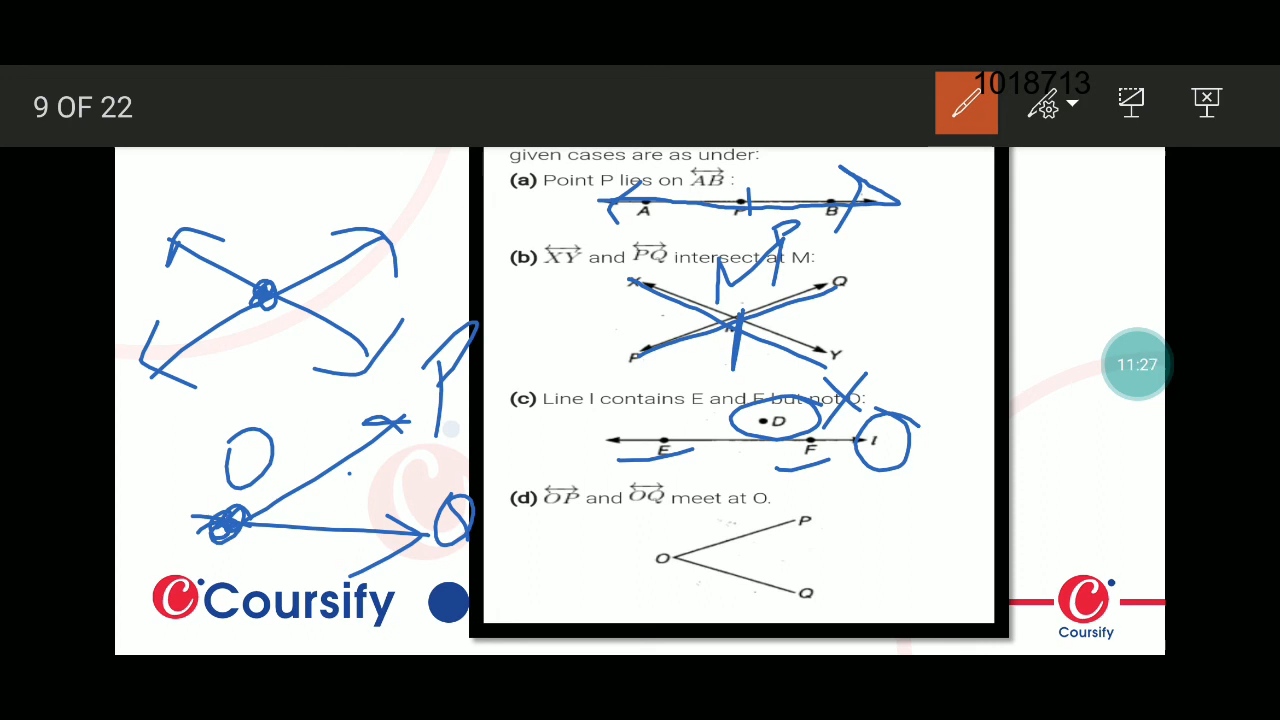 1018713
9 OF 22
given cases are as under:
(a) Point P lies on AB :
A P B
(b) XY and PQ intersect at M:
X Q
M
P Y
M P
(c) Line l contains E and F but not D:
D
E F l
(d) OP and OQ meet at O.
P
O
Q
P
O
Q
11:27
Coursify
Coursify